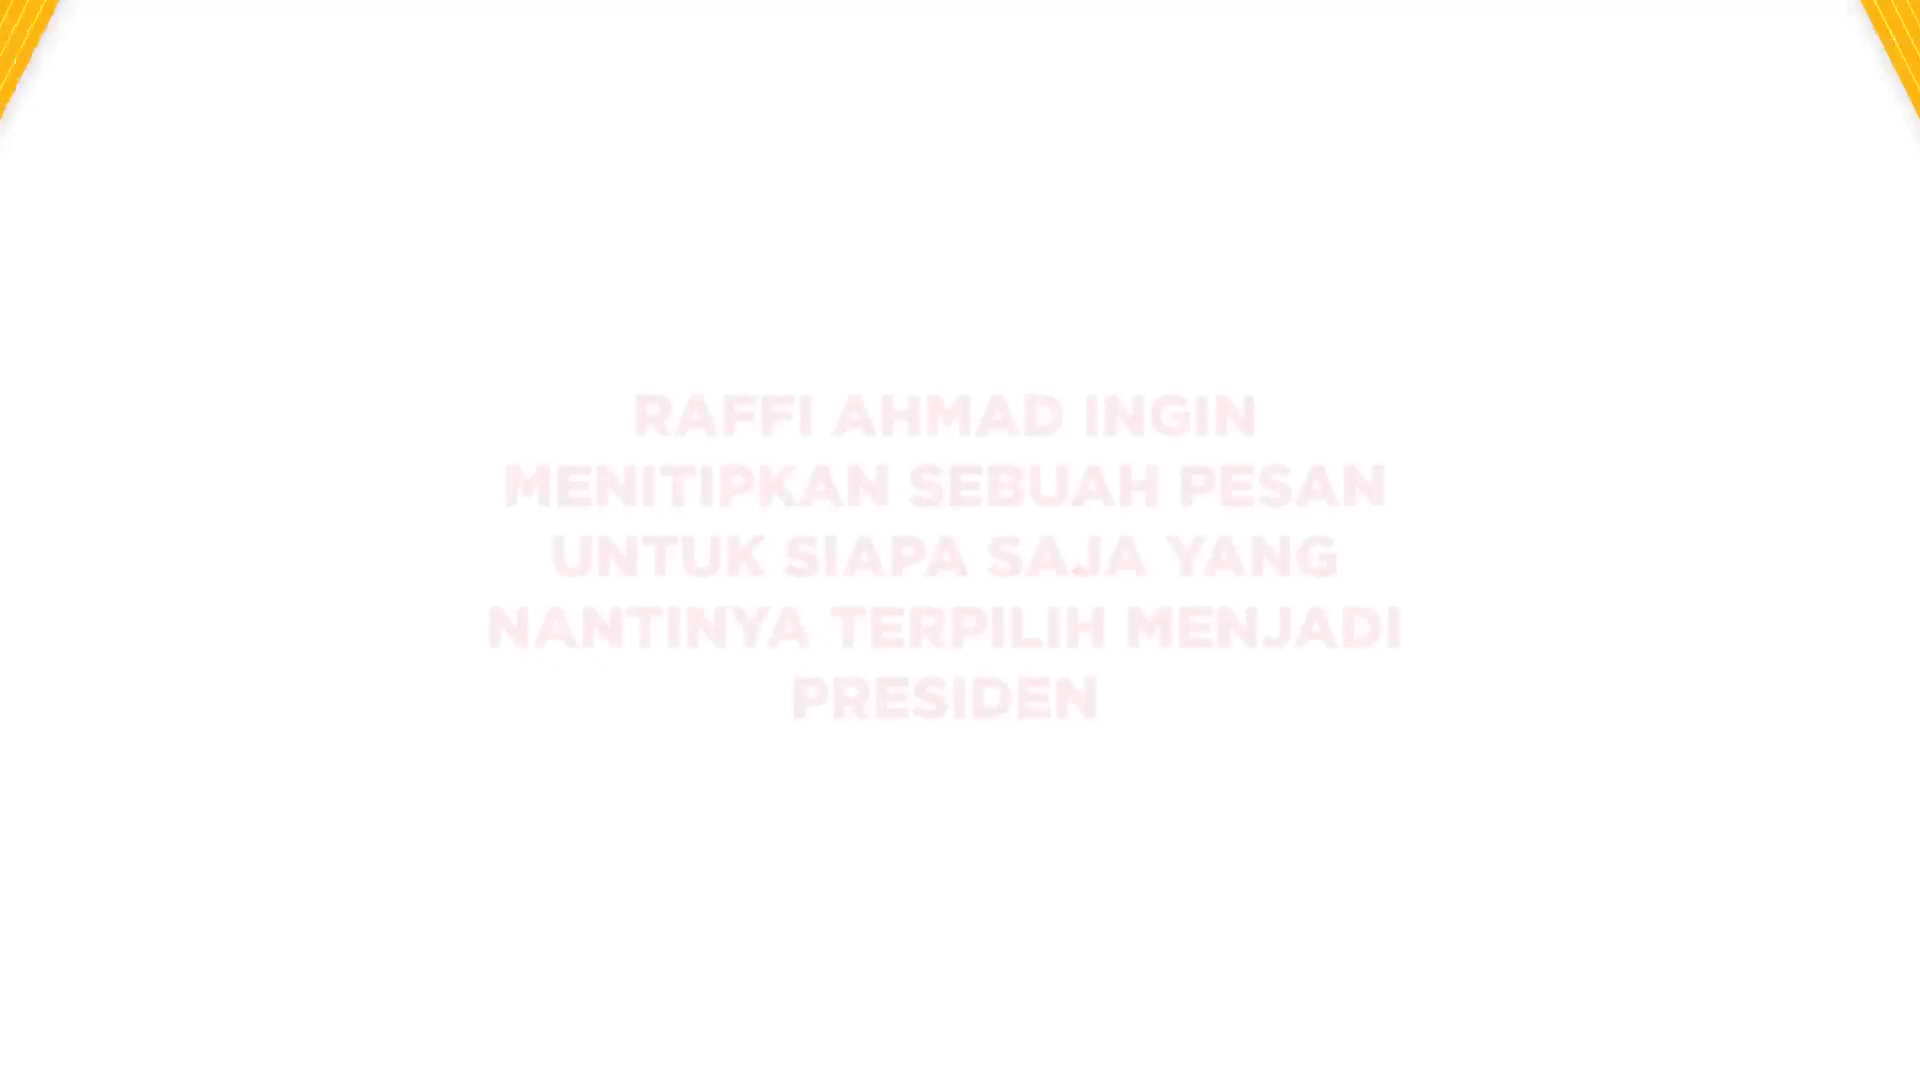 RAFFI AHMAD INGIN
MENITIPKAN SEBUAH PESAN
UNTUK SIAPA SAJA YANG
NANTINYA TERPILIH MENJADI
PRESIDEN